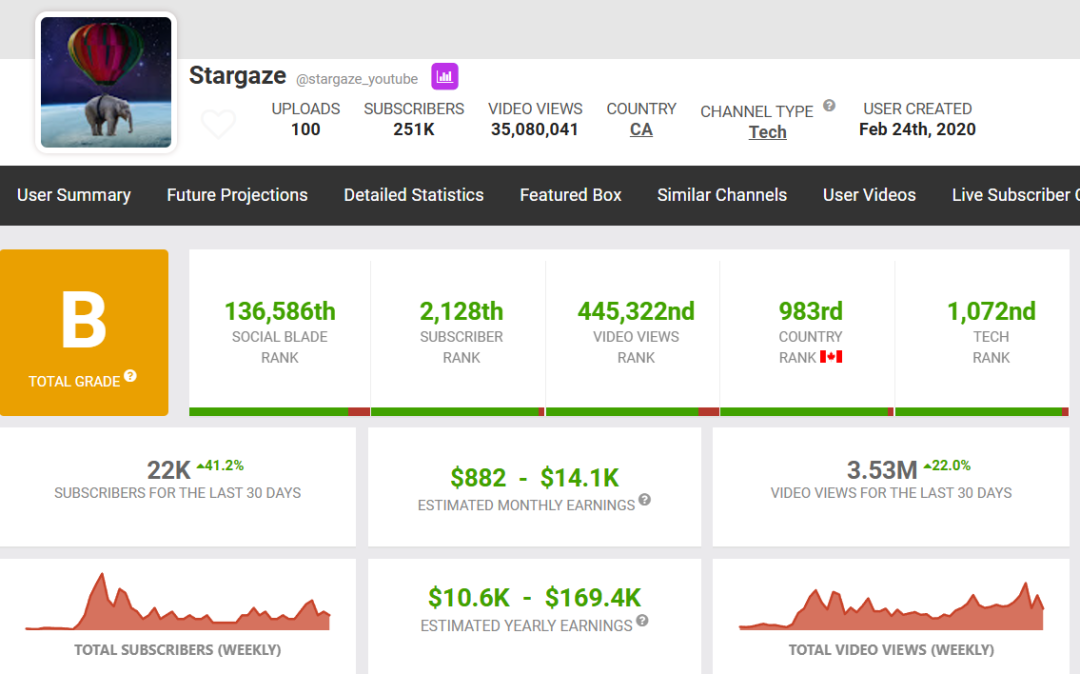 Stargaze @stargaze_youtube
UPLOADS SUBSCRIBERS VIDEO VIEWS COUNTRY CHANNEL TYPE USER CREATED
100 251K 35,080,041 CA Tech Feb 24th, 2020
User Summary Future Projections Detailed Statistics Featured Box Similar Channels User Videos Live Subscriber C
B
TOTAL GRADE
136,586th 2,128th 445,322nd 983rd 1,072nd
SOCIAL BLADE SUBSCRIBER VIDEO VIEWS COUNTRY TECH
RANK RANK RANK RANK RANK
22K 41.2%
SUBSCRIBERS FOR THE LAST 30 DAYS
$882 - $14.1K
ESTIMATED MONTHLY EARNINGS
3.53M 22.0%
VIDEO VIEWS FOR THE LAST 30 DAYS
TOTAL SUBSCRIBERS (WEEKLY)
$10.6K - $169.4K
ESTIMATED YEARLY EARNINGS
TOTAL VIDEO VIEWS (WEEKLY)